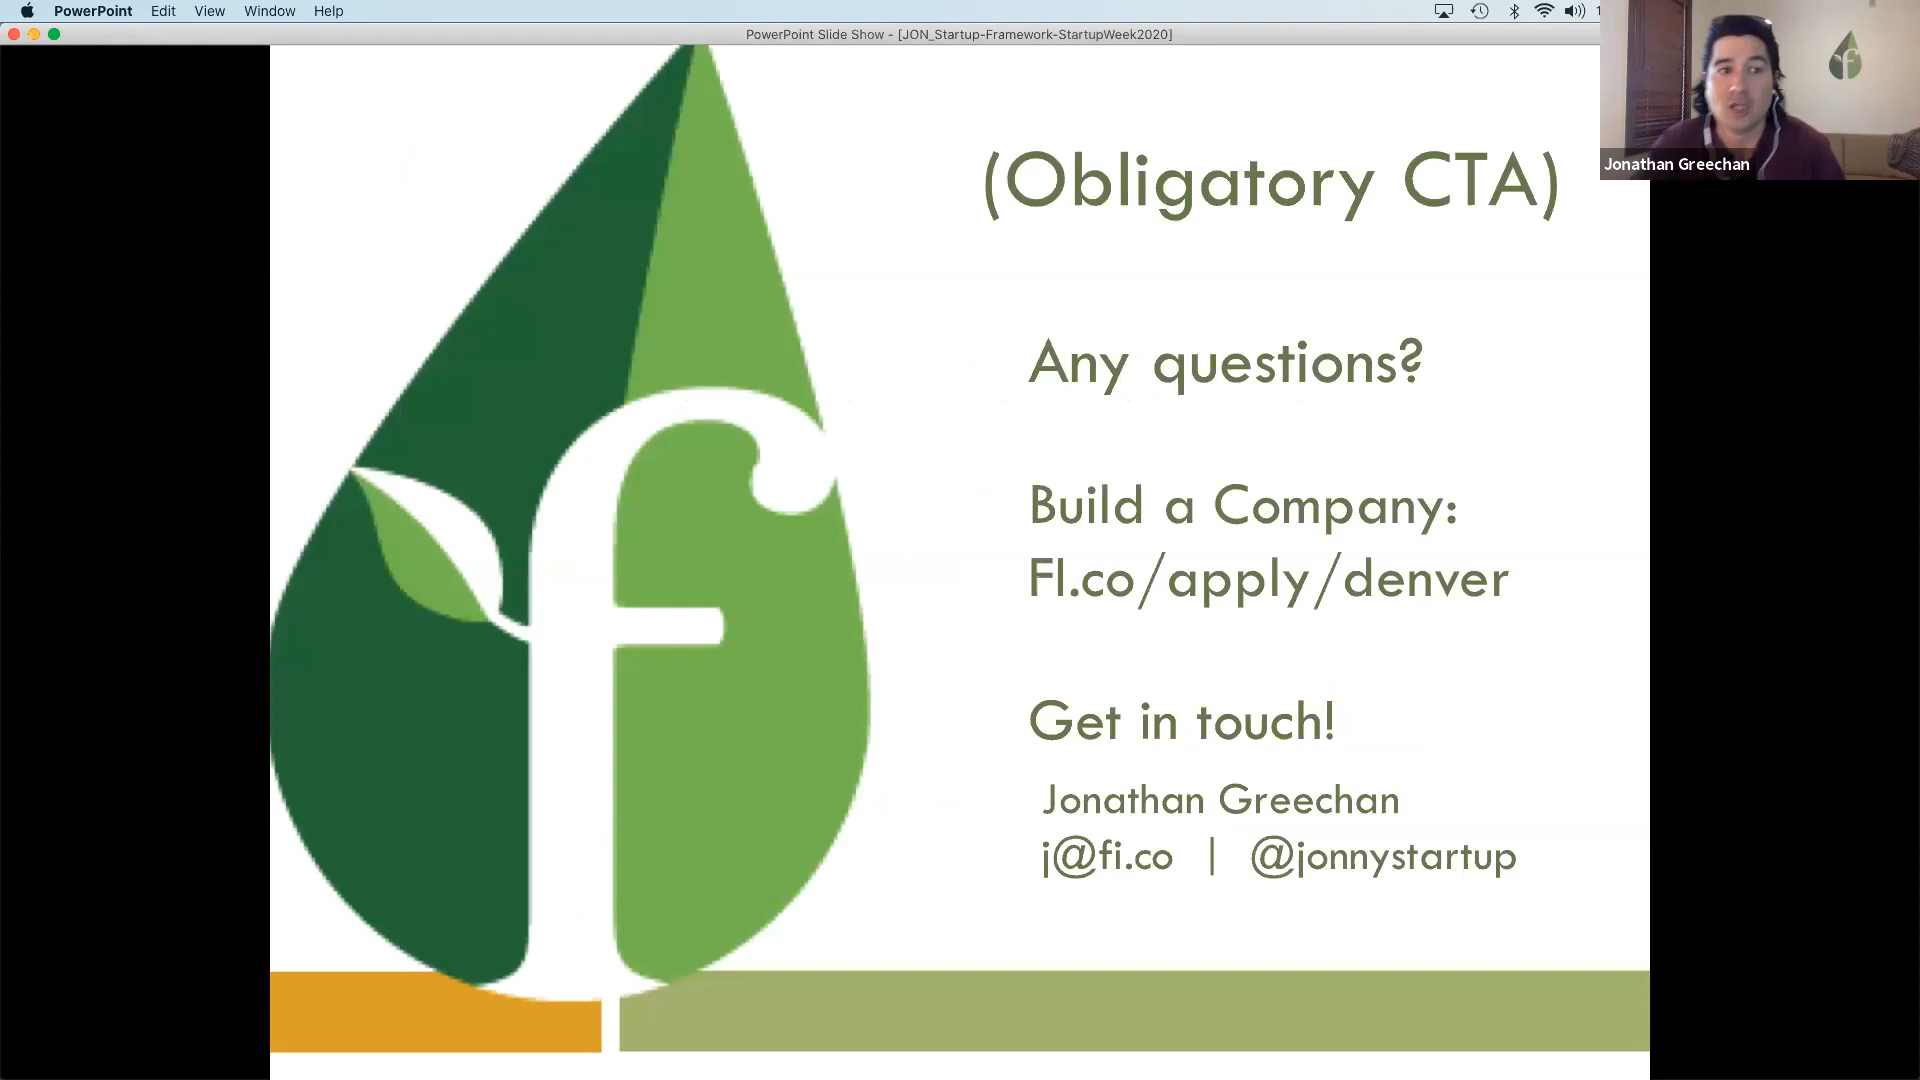 PowerPoint Edit View Window Help
PowerPoint Slide Show - [JON_Startup-Framework-StartupWeek2020]
Jonathan Greechan
(Obligatory CTA)
Any questions?
Build a Company:
FI.co/apply/denver
Get in touch!
Jonathan Greechan
j@fi.co | @jonnystartup
f
f